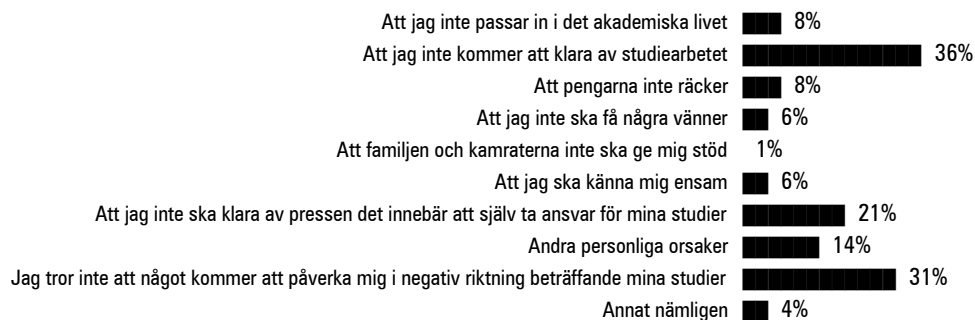 Att jag inte passar in i det akademiska livet 8%
Att jag inte kommer att klara av studiearbetet 36%
Att pengarna inte räcker 8%
Att jag inte ska få några vänner 6%
Att familjen och kamraterna inte ska ge mig stöd 1%
Att jag ska känna mig ensam 6%
Att jag inte ska klara av pressen det innebär att själv ta ansvar för mina studier 21%
Andra personliga orsaker 14%
Jag tror inte att något kommer att påverka mig i negativ riktning beträffande mina studier 31%
Annat nämligen 4%